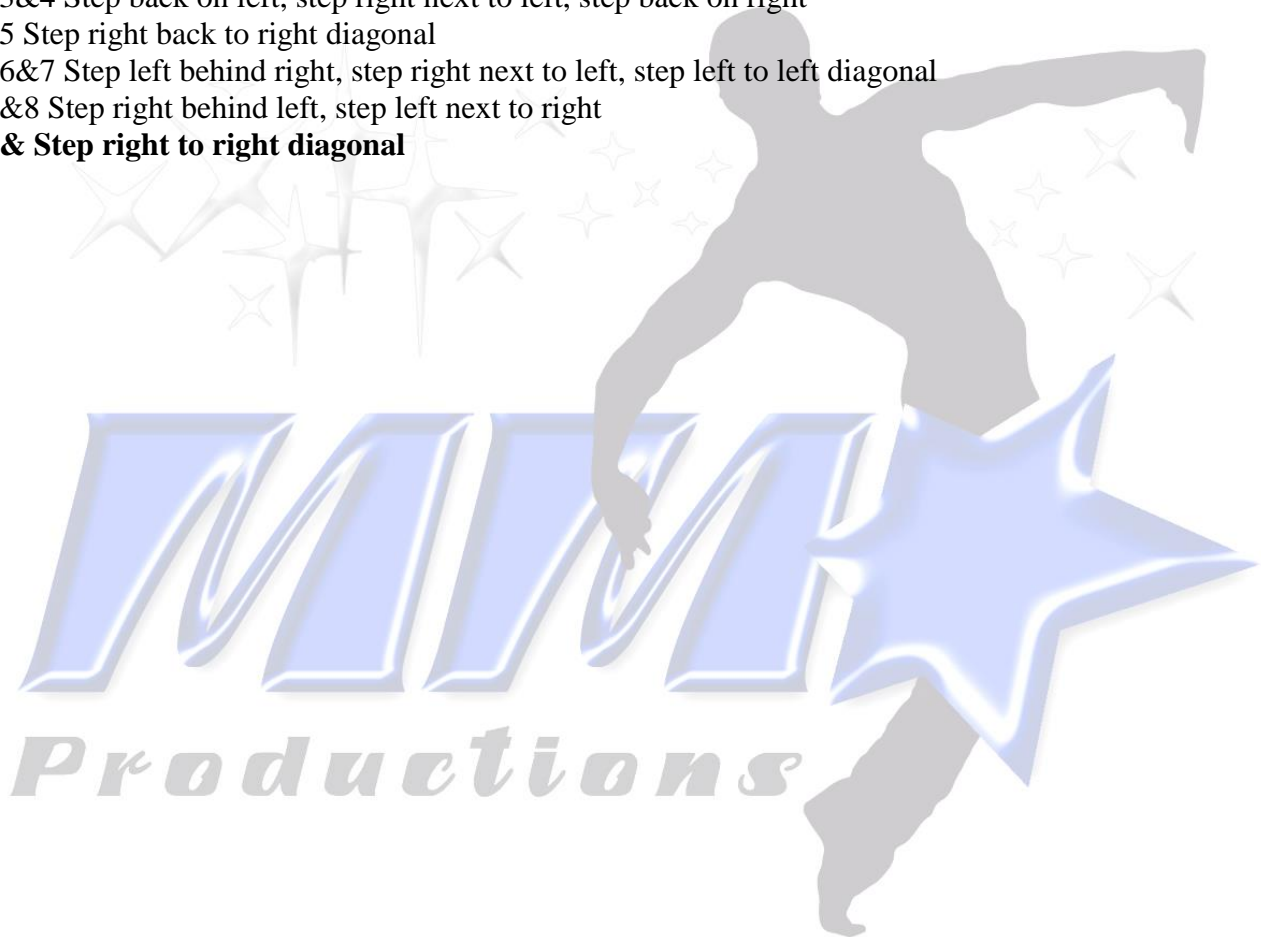 3&4 Step back on left, step right next to left, step back on right
5 Step right back to right diagonal
6&7 Step left behind right, step right next to left, step left to left diagonal
&8 Step right behind left, step left next to right
& Step right to right diagonal
MM
Productions